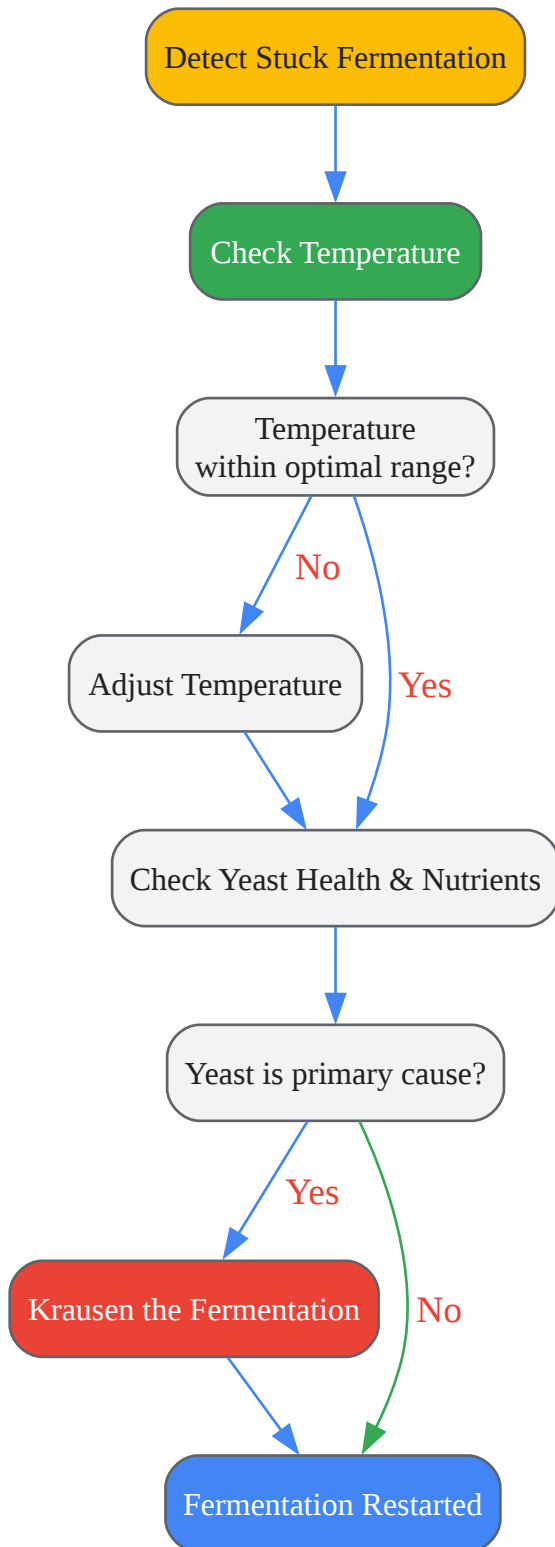 Detect Stuck Fermentation
Check Temperature
Temperature
within optimal range?
No
Adjust Temperature
Yes
Check Yeast Health & Nutrients
Yeast is primary cause?
Yes
Krausen the Fermentation
No
Fermentation Restarted